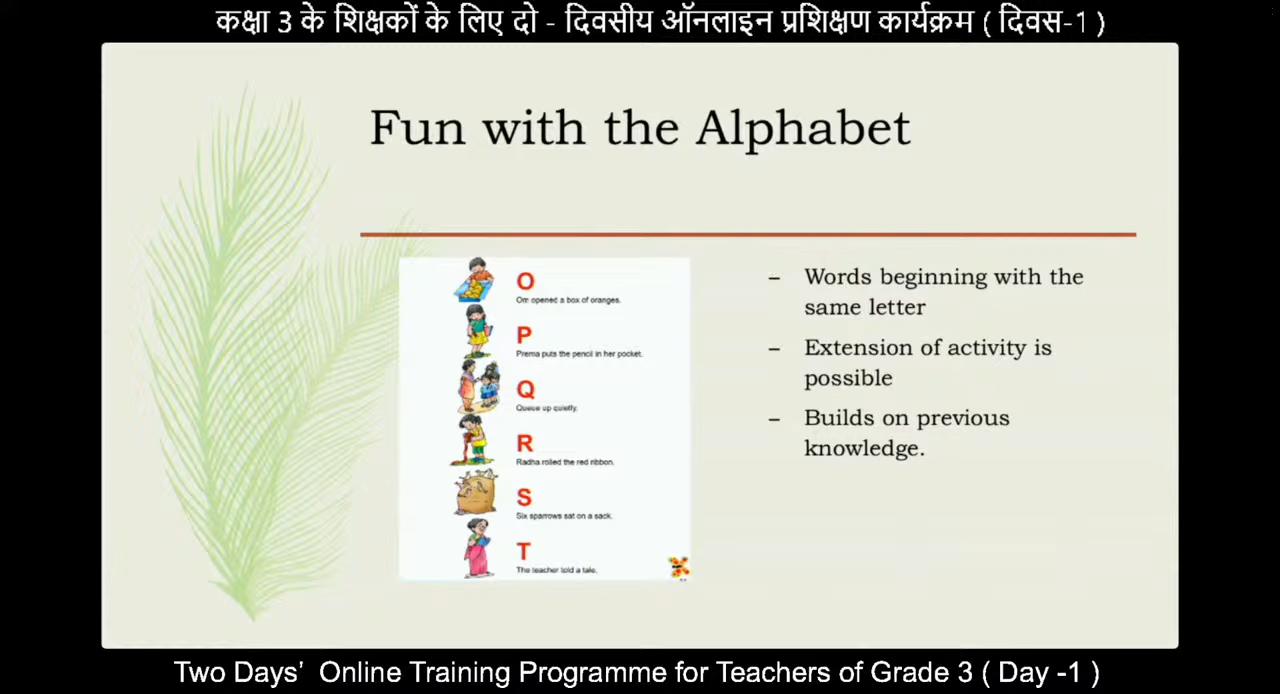 कक्षा 3 के शिक्षकों के लिए दो - दिवसीय ऑनलाइन प्रशिक्षण कार्यक्रम ( दिवस-1 )
Fun with the Alphabet
O
Om opened a box of oranges.
P
Prema puts the pencil in her pocket.
Q
Queue up quietly.
R
Radha rolled the red ribbon.
S
Six sparrows sat on a sack.
T
The teacher told a tale.
– Words beginning with the
same letter
– Extension of activity is
possible
– Builds on previous
knowledge.
Two Days’ Online Training Programme for Teachers of Grade 3 ( Day -1 )